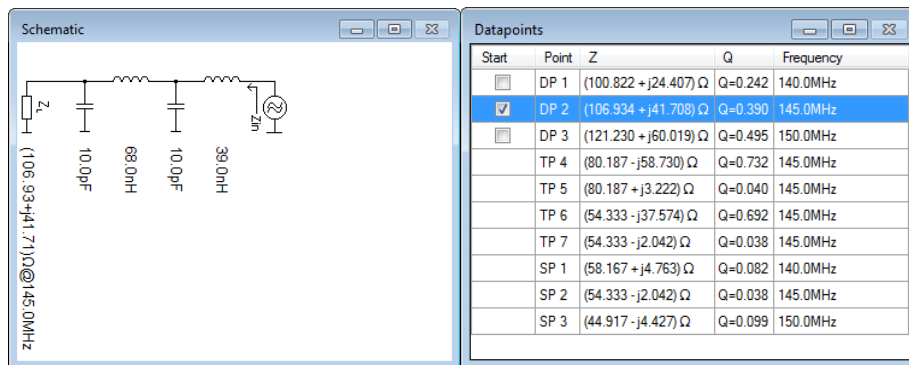 Schematic
ZL
Zin
10.0pF
68.0nH
10.0pF
39.0nH
(106.93+j41.71)Ω@145.0MHz
Datapoints
Start Point Z Q Frequency
DP 1 (100.822 + j24.407) Ω Q=0.242 140.0MHz
DP 2 (106.934 + j41.708) Ω Q=0.390 145.0MHz
DP 3 (121.230 + j60.019) Ω Q=0.495 150.0MHz
TP 4 (80.187 - j58.730) Ω Q=0.732 145.0MHz
TP 5 (80.187 + j3.222) Ω Q=0.040 145.0MHz
TP 6 (54.333 - j37.574) Ω Q=0.692 145.0MHz
TP 7 (54.333 - j2.042) Ω Q=0.038 145.0MHz
SP 1 (58.167 + j4.763) Ω Q=0.082 140.0MHz
SP 2 (54.333 - j2.042) Ω Q=0.038 145.0MHz
SP 3 (44.917 - j4.427) Ω Q=0.099 150.0MHz